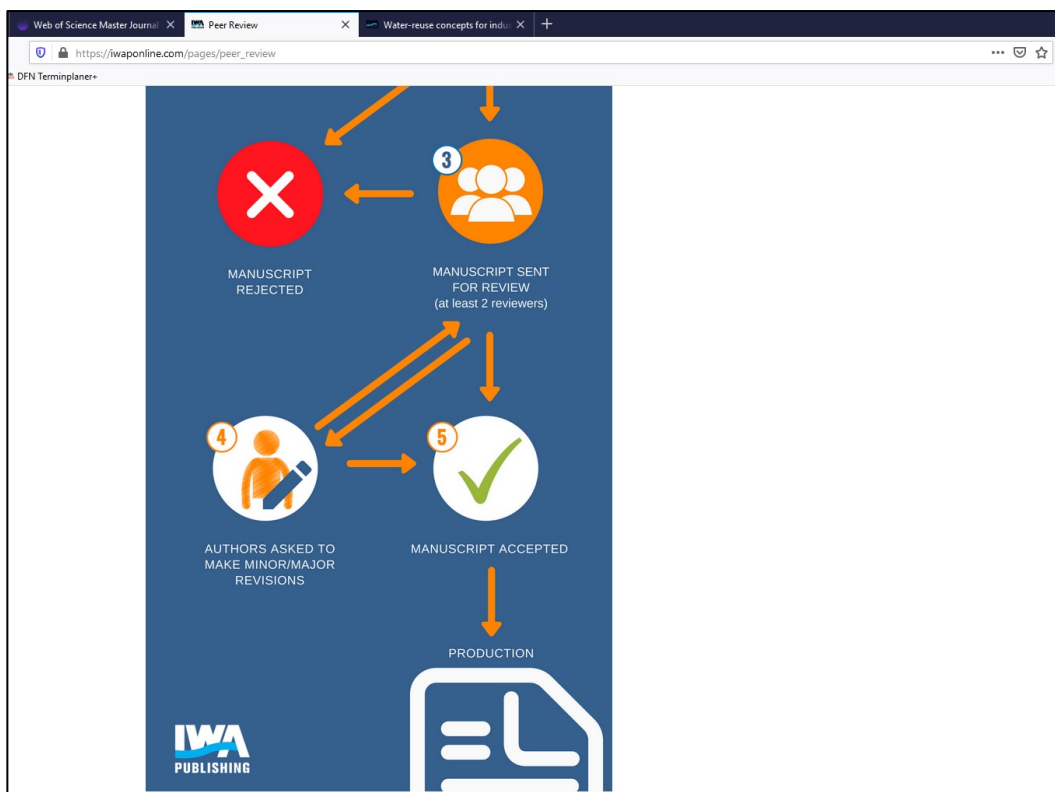 Web of Science Master Journal
Peer Review
Water-reuse concepts for indus
https://iwaponline.com/pages/peer_review
DFN Terminplaner+
3
MANUSCRIPT
REJECTED
MANUSCRIPT SENT
FOR REVIEW
(at least 2 reviewers)
4
5
AUTHORS ASKED TO
MAKE MINOR/MAJOR
REVISIONS
MANUSCRIPT ACCEPTED
PRODUCTION
IWA
PUBLISHING